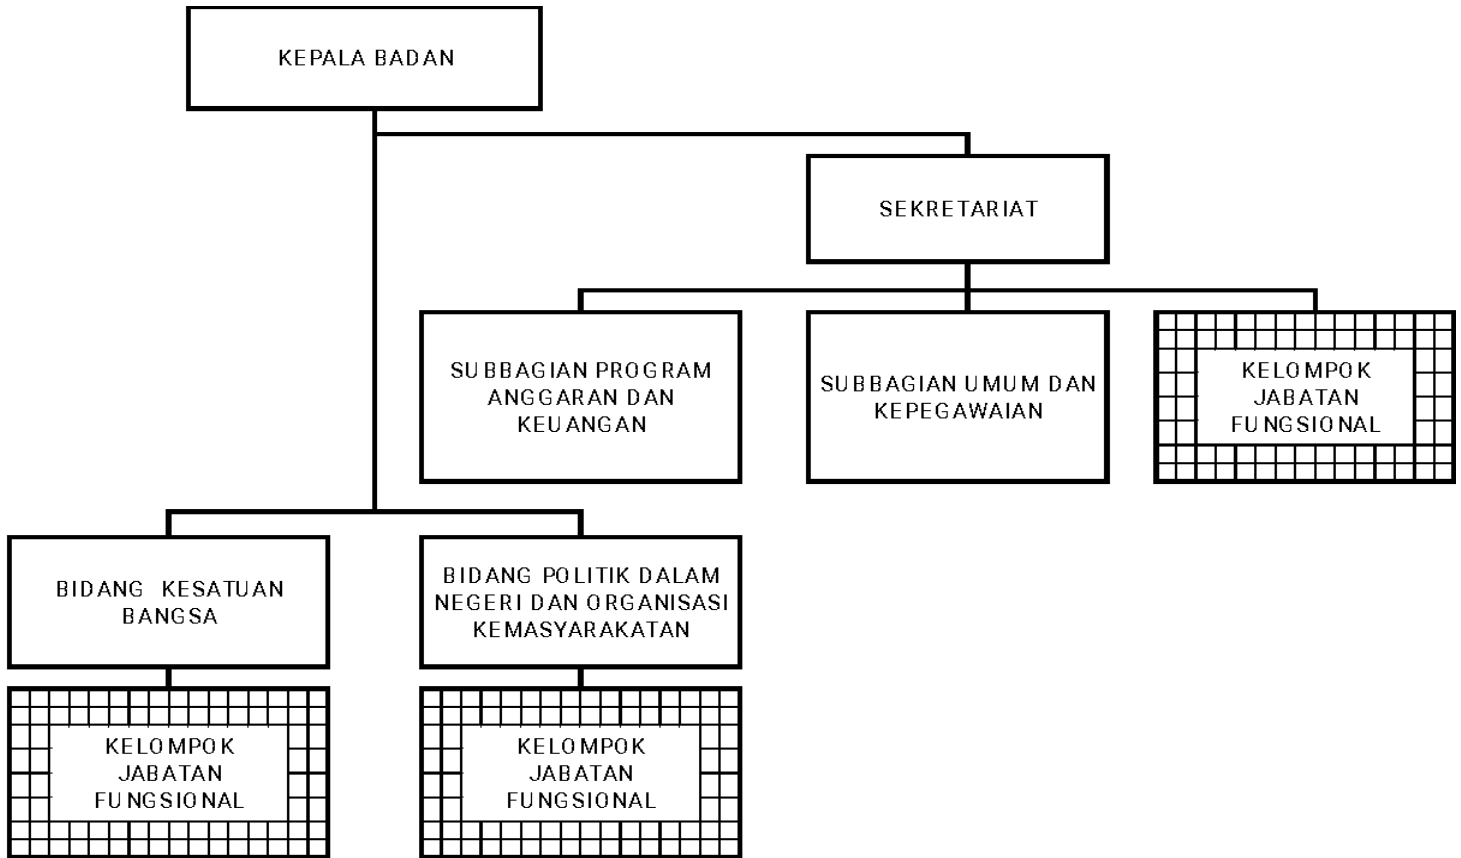 KEPALA BADAN
SEKRETARIAT
SUBBAGIAN PROGRAM
ANGGARAN DAN
KEUANGAN
SUBBAGIAN UMUM DAN
KEPEGAWAIAN
KELOMPOK
JABATAN
FUNGSIONAL
BIDANG KESATUAN
BANGSA
BIDANG POLITIK DALAM
NEGERI DAN ORGANISASI
KEMASYARAKATAN
KELOMPOK
JABATAN
FUNGSIONAL
KELOMPOK
JABATAN
FUNGSIONAL